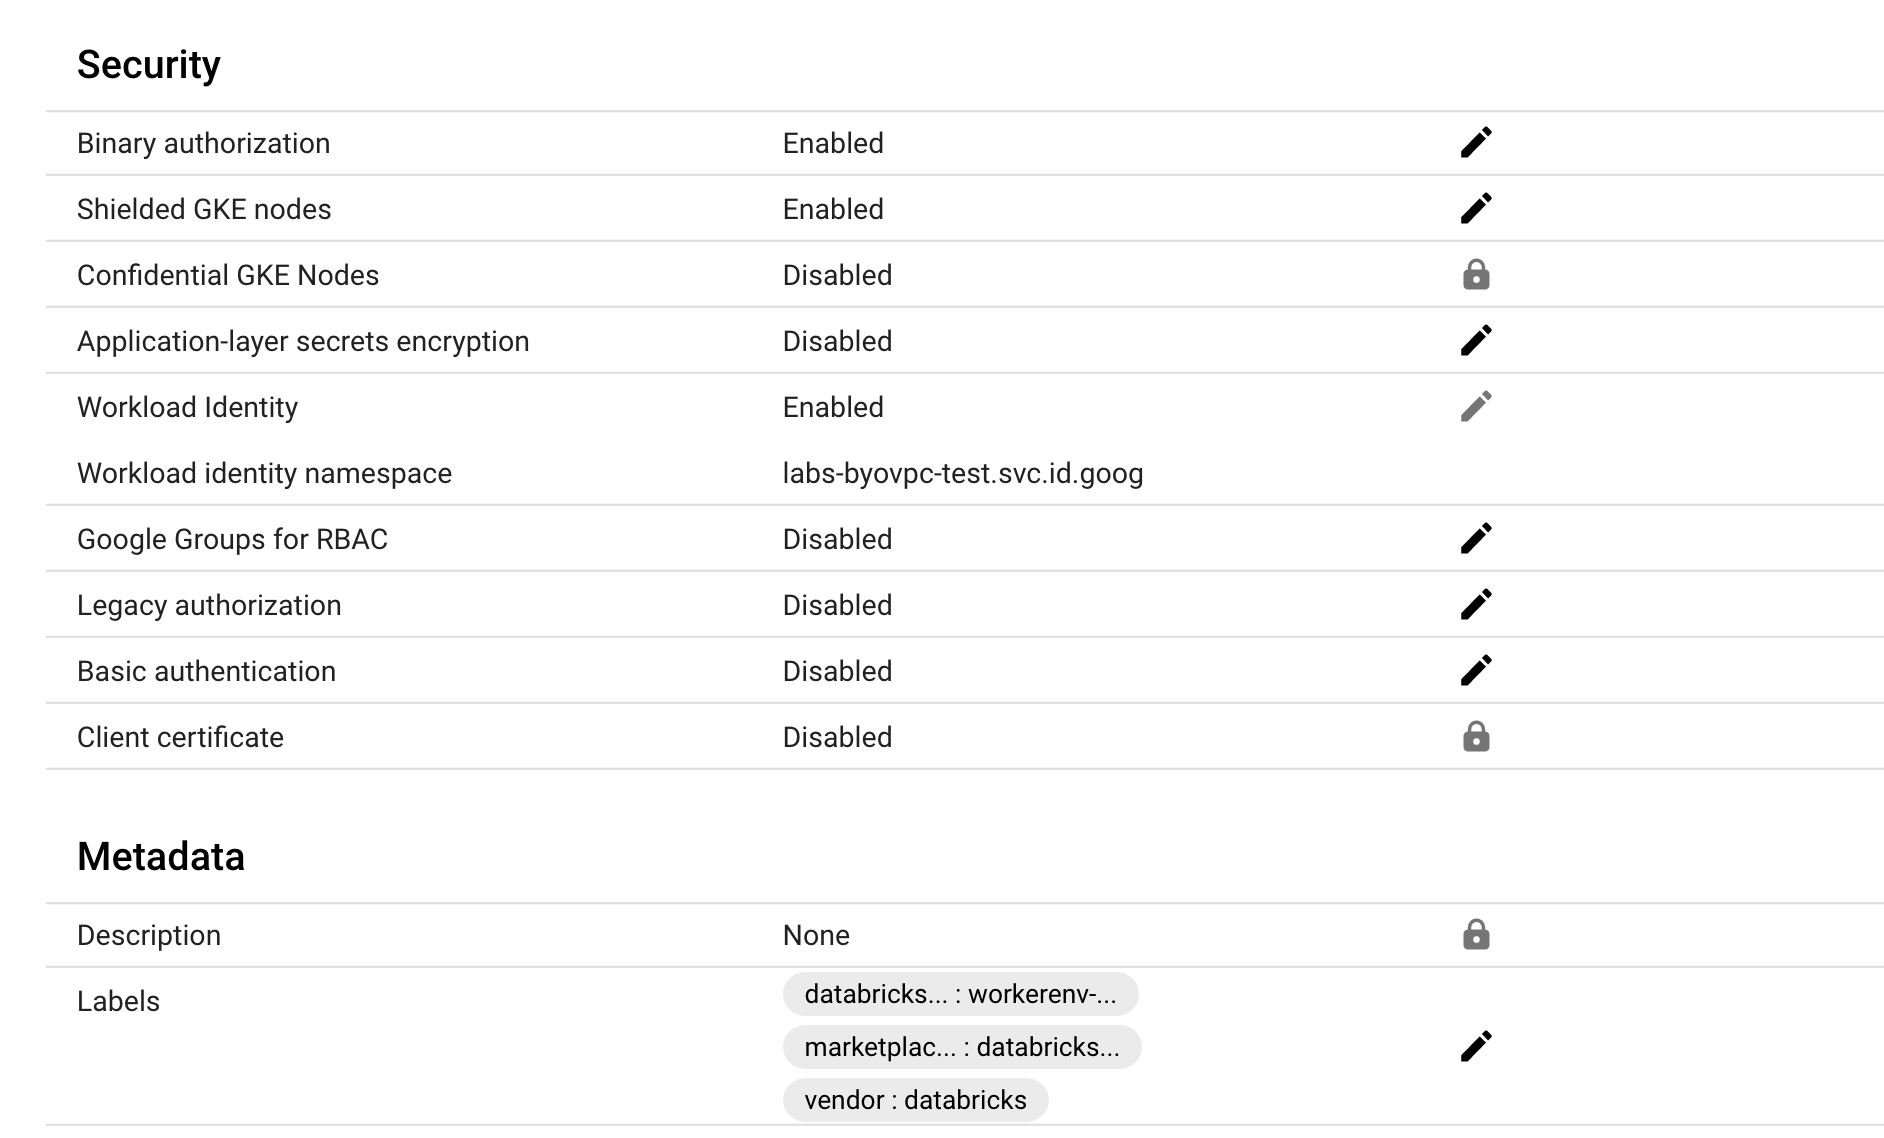 Security
Binary authorization Enabled
Shielded GKE nodes Enabled
Confidential GKE Nodes Disabled
Application-layer secrets encryption Disabled
Workload Identity Enabled
Workload identity namespace labs-byovpc-test.svc.id.goog
Google Groups for RBAC Disabled
Legacy authorization Disabled
Basic authentication Disabled
Client certificate Disabled
Metadata
Description None
Labels databricks... : workerenv-...
marketplac... : databricks...
vendor : databricks